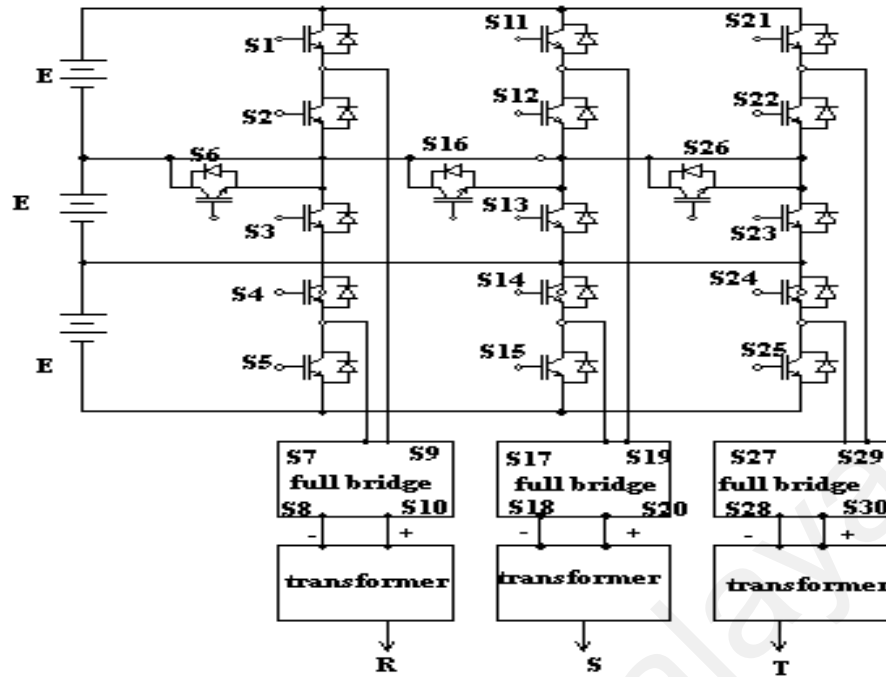 S1 S11 S21
E
S2 S12 S22
S6 S16 S26
E
S3 S13 S23
S4 S14 S24
E
S5 S15 S25
S7 S9 S17 S19 S27 S29
full bridge full bridge full bridge
S8 S10 S18 S20 S28 S30
- + - + - +
transformer transformer transformer
R S T
alaya